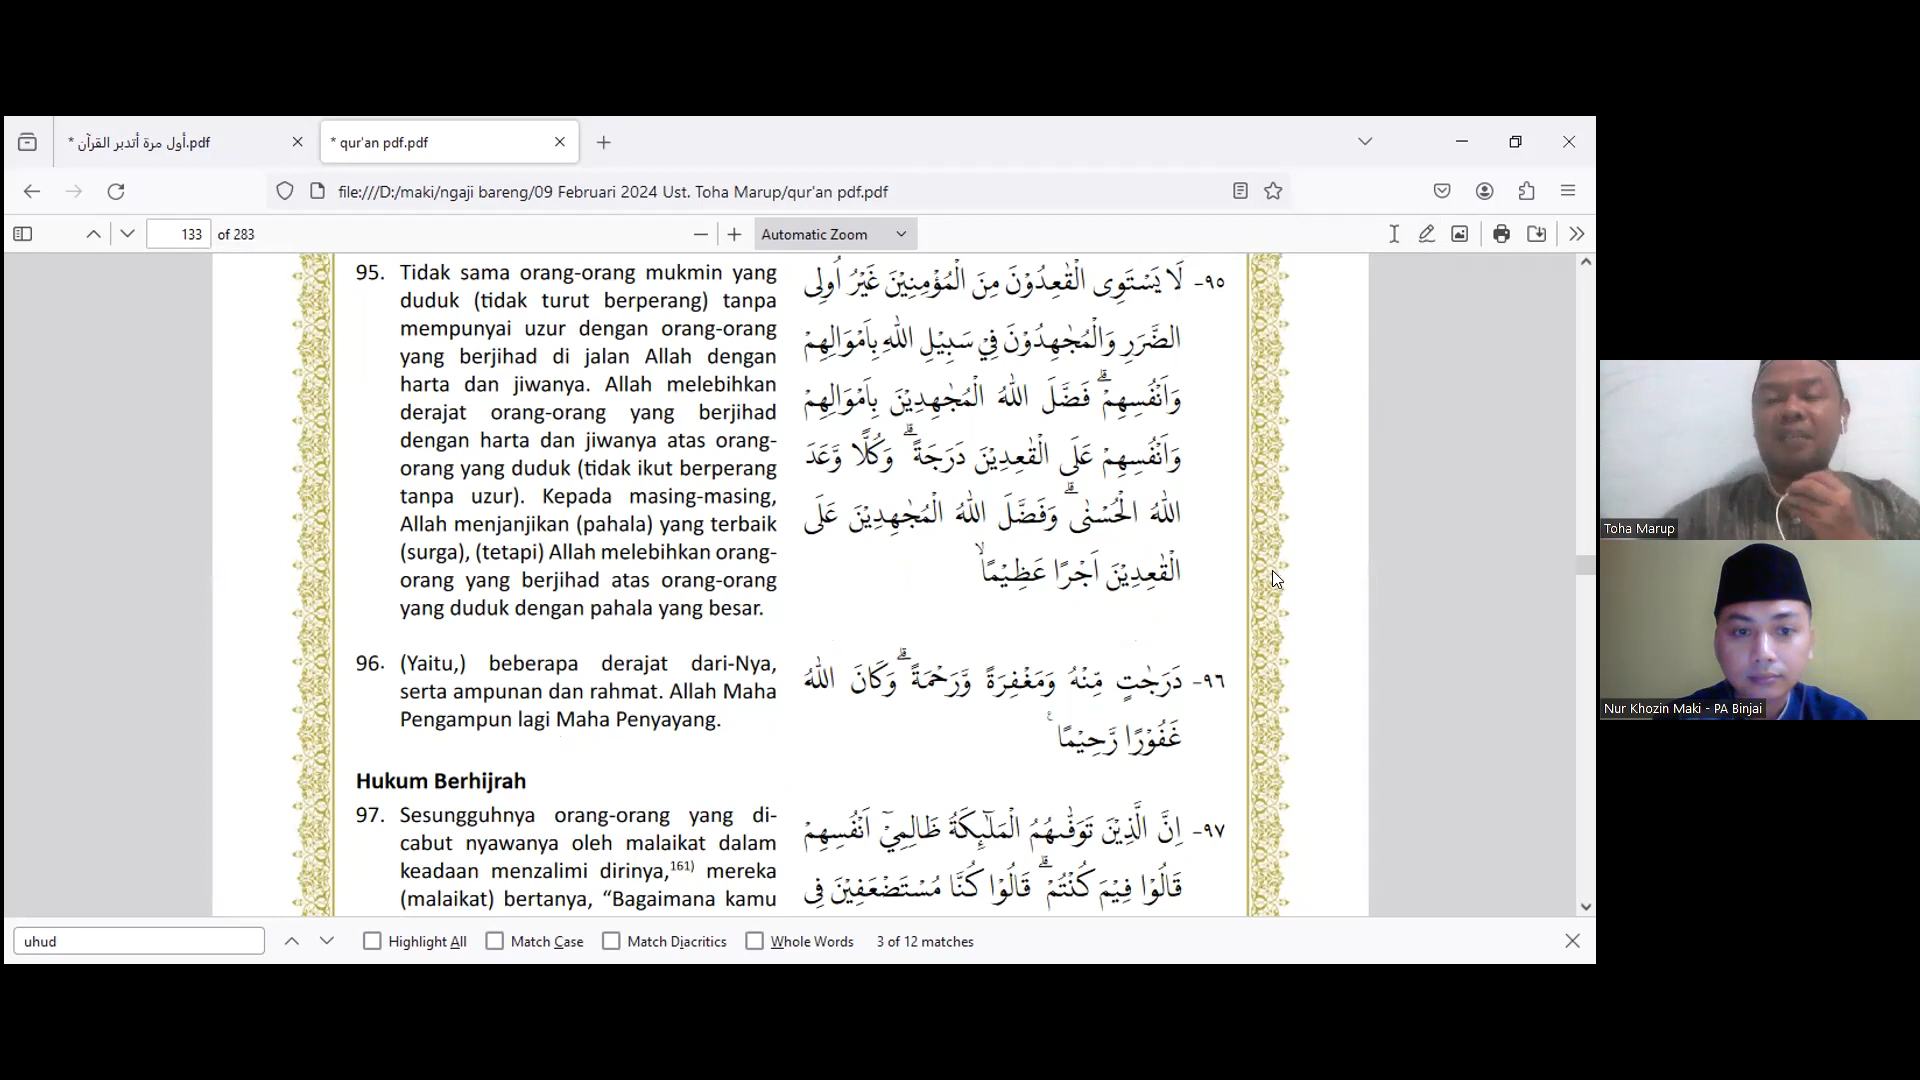 * أول مرة أتدبر القرآن.pdf
* qur'an pdf.pdf
file:///D:/maki/ngaji bareng/09 Februari 2024 Ust. Toha Marup/qur'an pdf.pdf
133 of 283
Automatic Zoom
95. Tidak sama orang-orang mukmin yang
duduk (tidak turut berperang) tanpa
mempunyai uzur dengan orang-orang
yang berjihad di jalan Allah dengan
harta dan jiwanya. Allah melebihkan
derajat orang-orang yang berjihad
dengan harta dan jiwanya atas orang-
orang yang duduk (tidak ikut berperang
tanpa uzur). Kepada masing-masing,
Allah menjanjikan (pahala) yang terbaik
(surga), (tetapi) Allah melebihkan orang-
orang yang berjihad atas orang-orang
yang duduk dengan pahala yang besar.
٩٥- لَا يَسْتَوِى الْقٰعِدُوْنَ مِنَ الْمُؤْمِنِيْنَ غَيْرُ اُولِى
الضَّرَرِ وَالْمُجٰهِدُوْنَ فِيْ سَبِيْلِ اللّٰهِ بِاَمْوَالِهِمْ
وَاَنْفُسِهِمْۗ فَضَّلَ اللّٰهُ الْمُجٰهِدِيْنَ بِاَمْوَالِهِمْ
وَاَنْفُسِهِمْ عَلَى الْقٰعِدِيْنَ دَرَجَةًۗ وَكُلًّا وَّعَدَ
اللّٰهُ الْحُسْنٰىۗ وَفَضَّلَ اللّٰهُ الْمُجٰهِدِيْنَ عَلَى
الْقٰعِدِيْنَ اَجْرًا عَظِيْمًاۙ
96. (Yaitu,) beberapa derajat dari-Nya,
serta ampunan dan rahmat. Allah Maha
Pengampun lagi Maha Penyayang.
٩٦- دَرَجٰتٍ مِّنْهُ وَمَغْفِرَةً وَّرَحْمَةًۗ وَكَانَ اللّٰهُ
غَفُوْرًا رَّحِيْمًاࣖ
Hukum Berhijrah
97. Sesungguhnya orang-orang yang di-
cabut nyawanya oleh malaikat dalam
keadaan menzalimi dirinya,161) mereka
(malaikat) bertanya, “Bagaimana kamu
٩٧- اِنَّ الَّذِيْنَ تَوَفّٰىهُمُ الْمَلٰۤىِٕكَةُ ظَالِمِيْٓ اَنْفُسِهِمْ
قَالُوْا فِيْمَ كُنْتُمْۗ قَالُوْا كُنَّا مُسْتَضْعَفِيْنَ فِى
uhud
Highlight All
Match Case
Match Diacritics
Whole Words
3 of 12 matches
Toha Marup
Nur Khozin Maki - PA Binjai